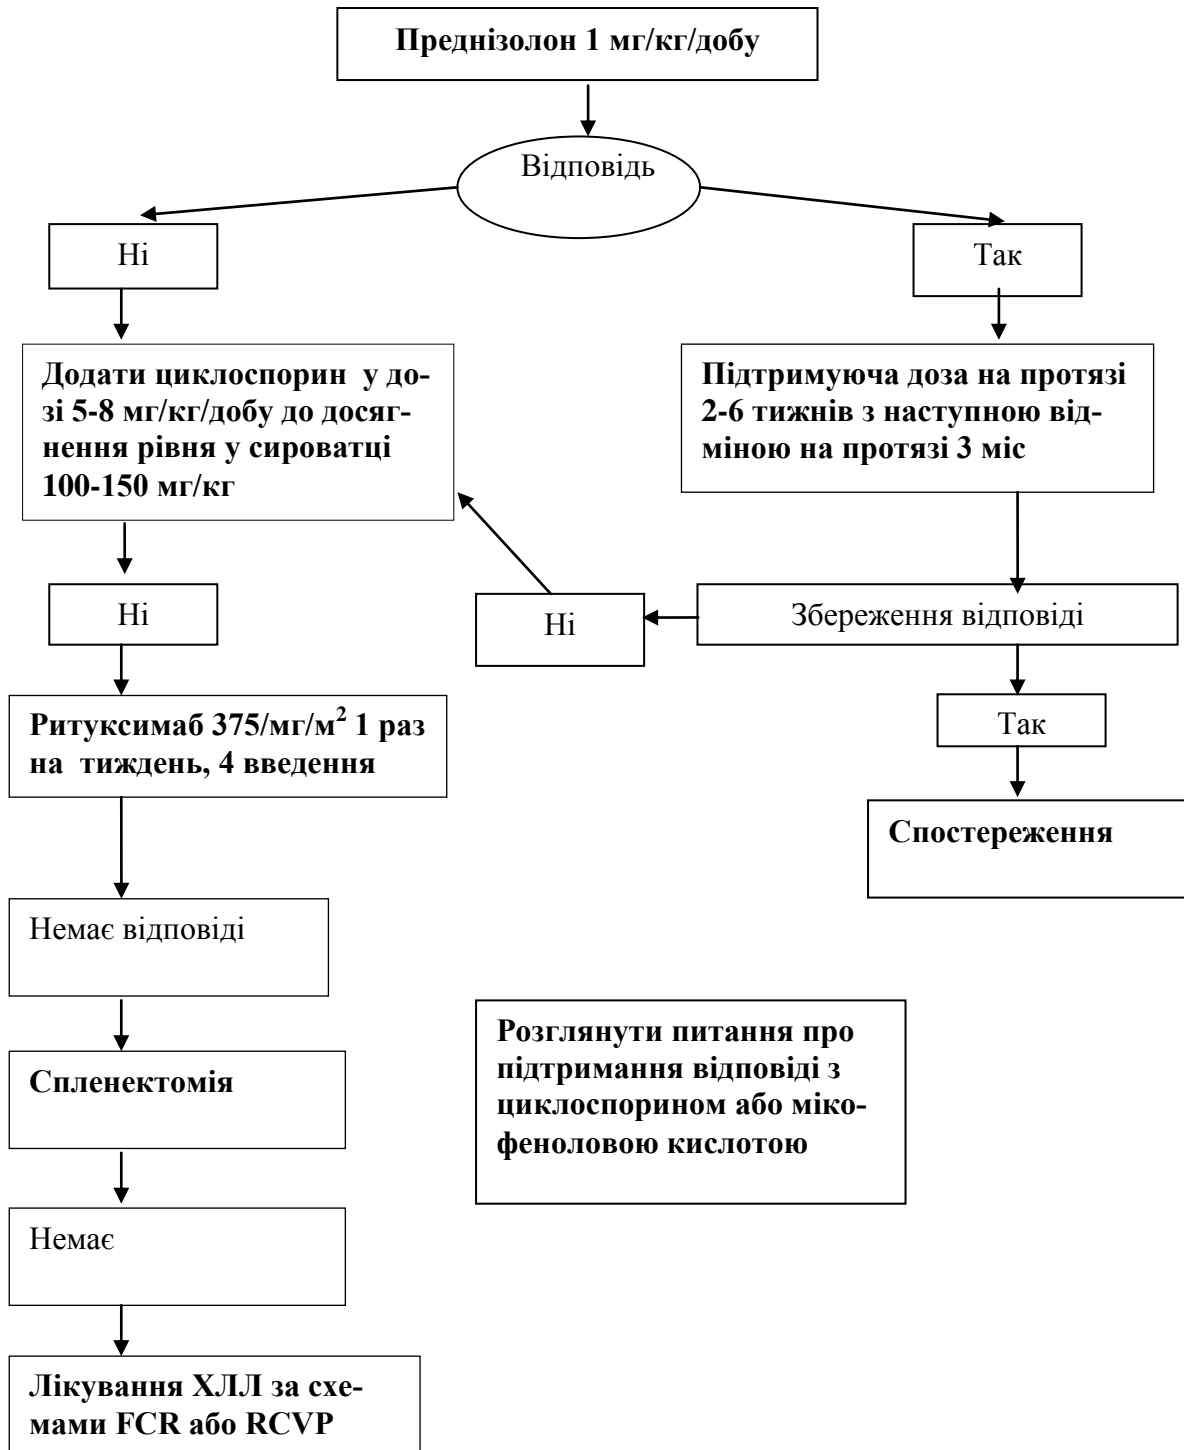 Преднізолон 1 мг/кг/добу
Відповідь
Ні
Так
Додати циклоспорин у до-
зі 5-8 мг/кг/добу до досяг-
нення рівня у сироватці
100-150 мг/кг
Підтримуюча доза на протязі
2-6 тижнів з наступною від-
міною на протязі 3 міс
Ні
Ні
Збереження відповіді
Ритуксимаб 375/мг/м² 1 раз
на тиждень, 4 введення
Так
Спостереження
Немає відповіді
Розглянути питання про
підтримання відповіді з
циклоспорином або міко-
феноловою кислотою
Спленектомія
Немає
Лікування ХЛЛ за схе-
мами FCR або RCVP